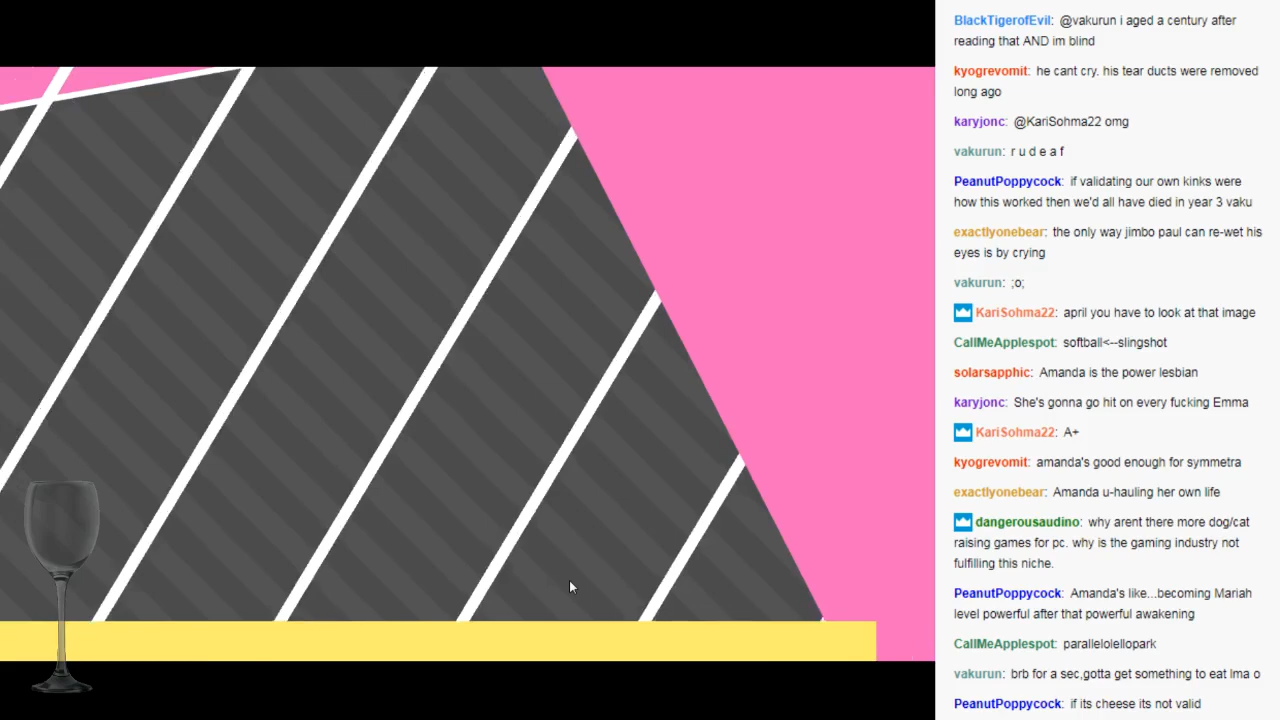 BlackTigerofEvil: @vakurun i aged a century after
reading that AND im blind
kyogrevomit: he cant cry. his tear ducts were removed
long ago
karyjonc: @KariSohma22 omg
vakurun: r u d e a f
PeanutPoppycock: if validating our own kinks were
how this worked then we'd all have died in year 3 vaku
exactlyonebear: the only way jimbo paul can re-wet his
eyes is by crying
vakurun: ;o;
KariSohma22: april you have to look at that image
CallMeApplespot: softball<--slingshot
solarsapphic: Amanda is the power lesbian
karyjonc: She's gonna go hit on every fucking Emma
KariSohma22: A+
kyogrevomit: amanda's good enough for symmetra
exactlyonebear: Amanda u-hauling her own life
dangerousaudino: why arent there more dog/cat
raising games for pc. why is the gaming industry not
fulfilling this niche.
PeanutPoppycock: Amanda's like...becoming Mariah
level powerful after that powerful awakening
CallMeApplespot: parallelolellopark
vakurun: brb for a sec,gotta get something to eat lma o
PeanutPoppycock: if its cheese its not valid